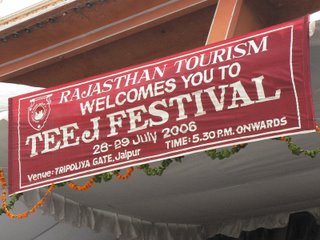 RAJASTHAN TOURISM
WELCOMES YOU TO
TEEJ FESTIVAL
28-29 July 2006
Venue: TRIPOLIYA GATE, Jaipur TIME: 5.30 P.M. ONWARDS